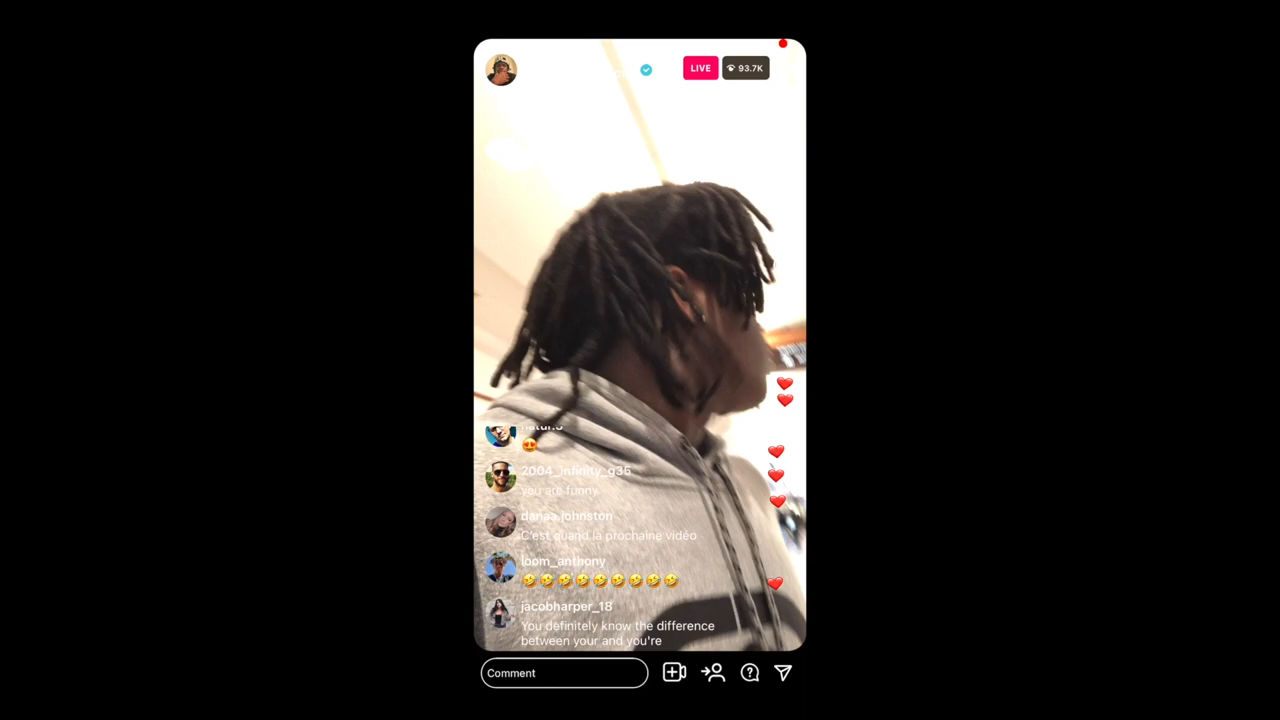 LIVE
93.7K
2004_infinity_g35
you are funny
danaa.johnston
C'est quand la prochaine vidéo
loom_anthony
🤣🤣🤣🤣🤣🤣🤣🤣🤣
jacobharper_18
You definitely know the difference
between your and you're
Comment